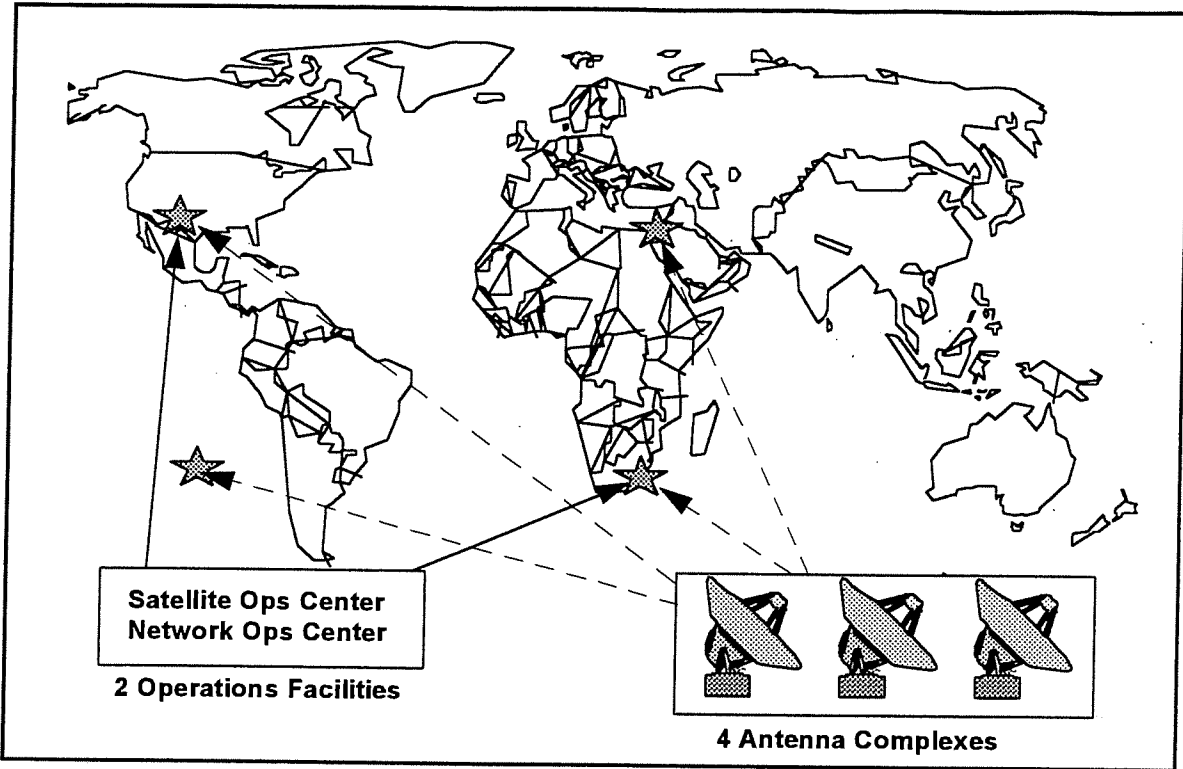 Satellite Ops Center
Network Ops Center
2 Operations Facilities
4 Antenna Complexes